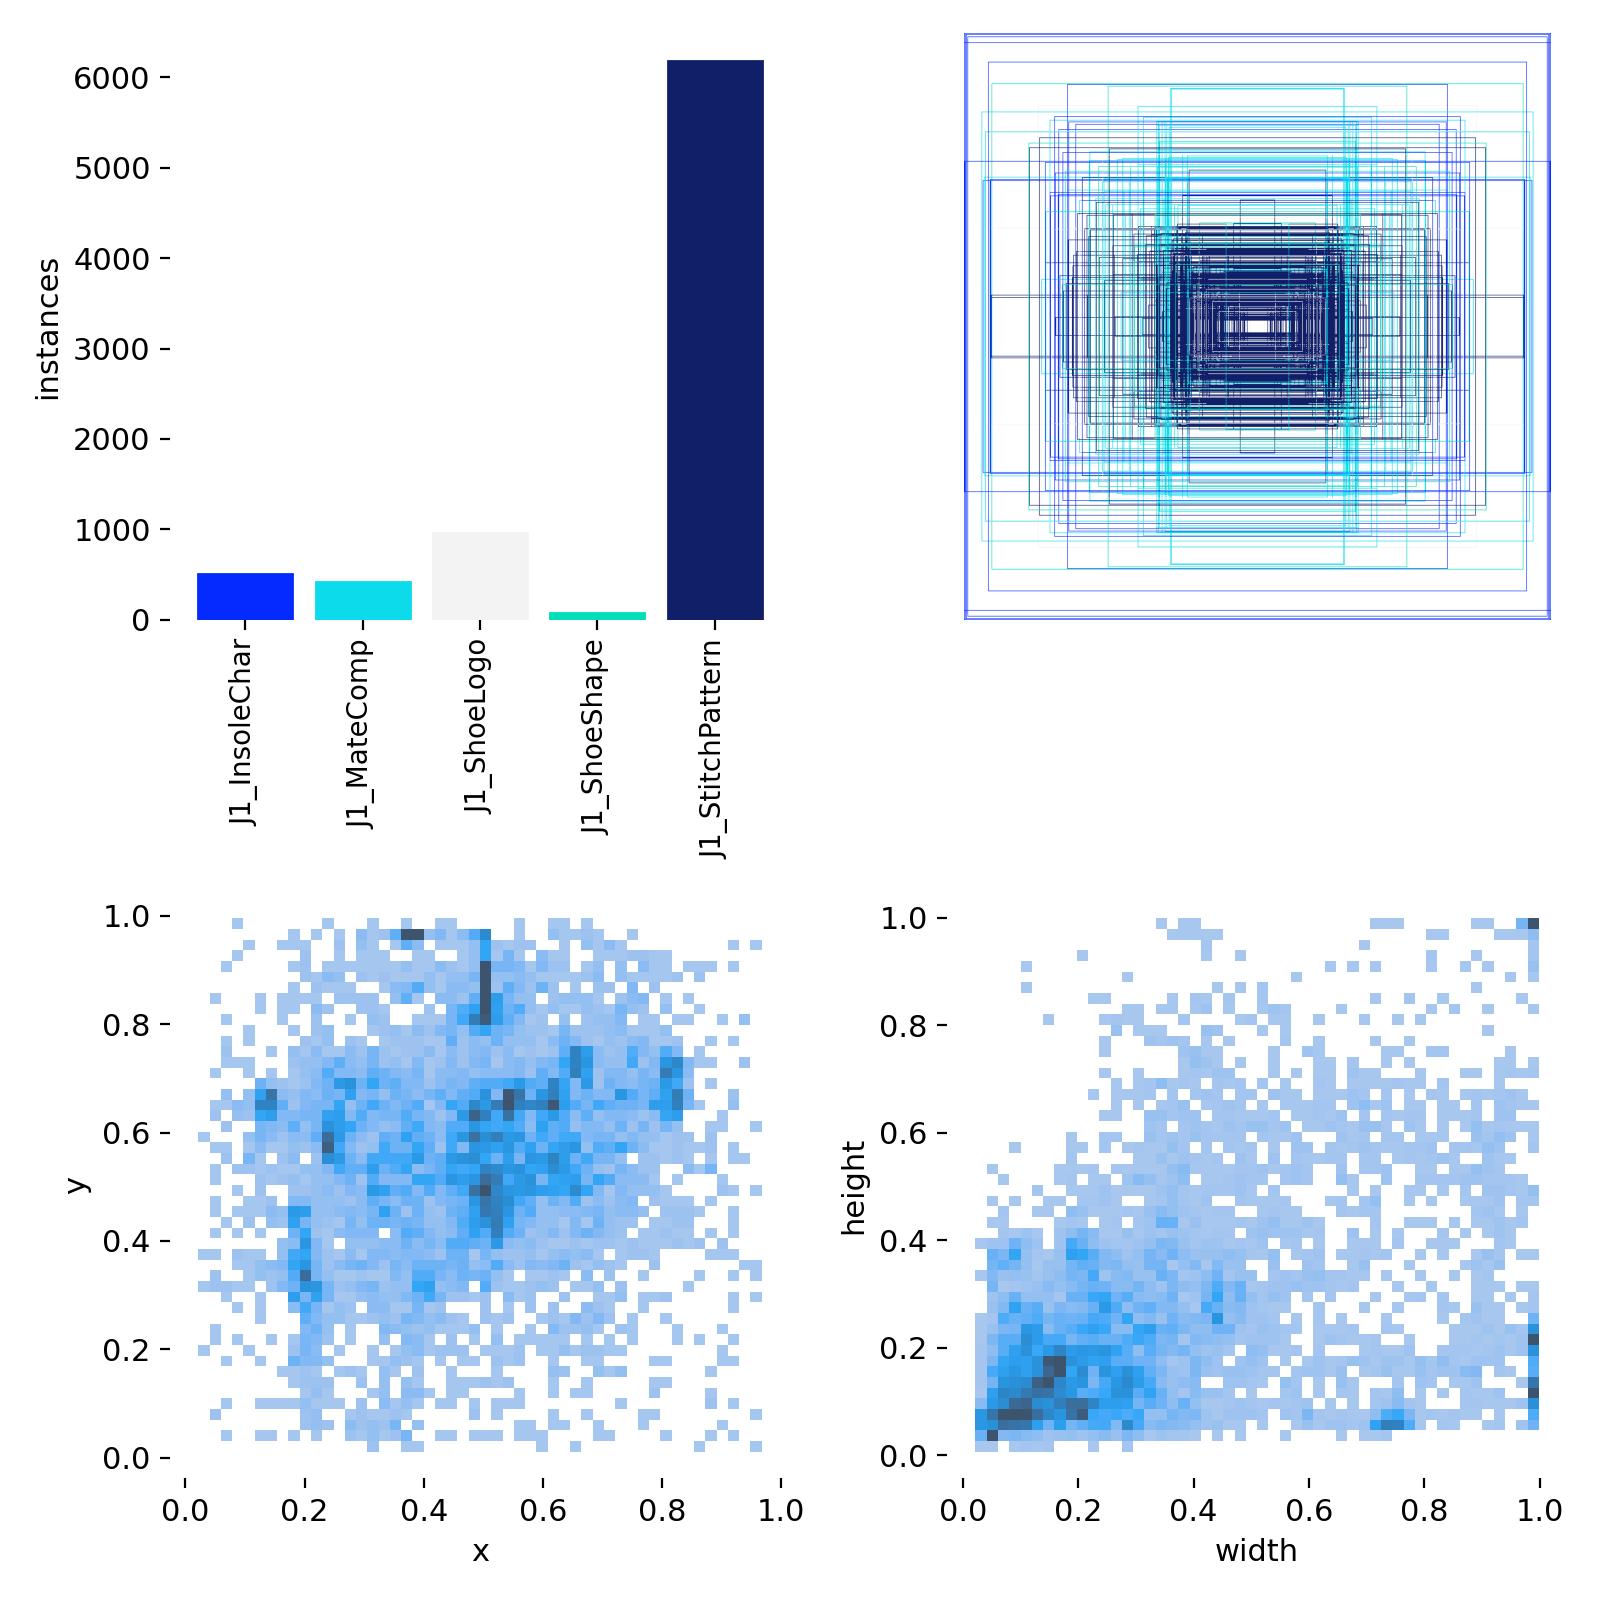 6000
5000
4000
3000
2000
1000
0
instances
J1_InsoleChar
J1_MateComp
J1_ShoeLogo
J1_ShoeShape
J1_StitchPattern
1.0
0.8
0.6
0.4
0.2
0.0
y
0.0 0.2 0.4 0.6 0.8 1.0
x
1.0
0.8
0.6
0.4
0.2
0.0
height
0.0 0.2 0.4 0.6 0.8 1.0
width